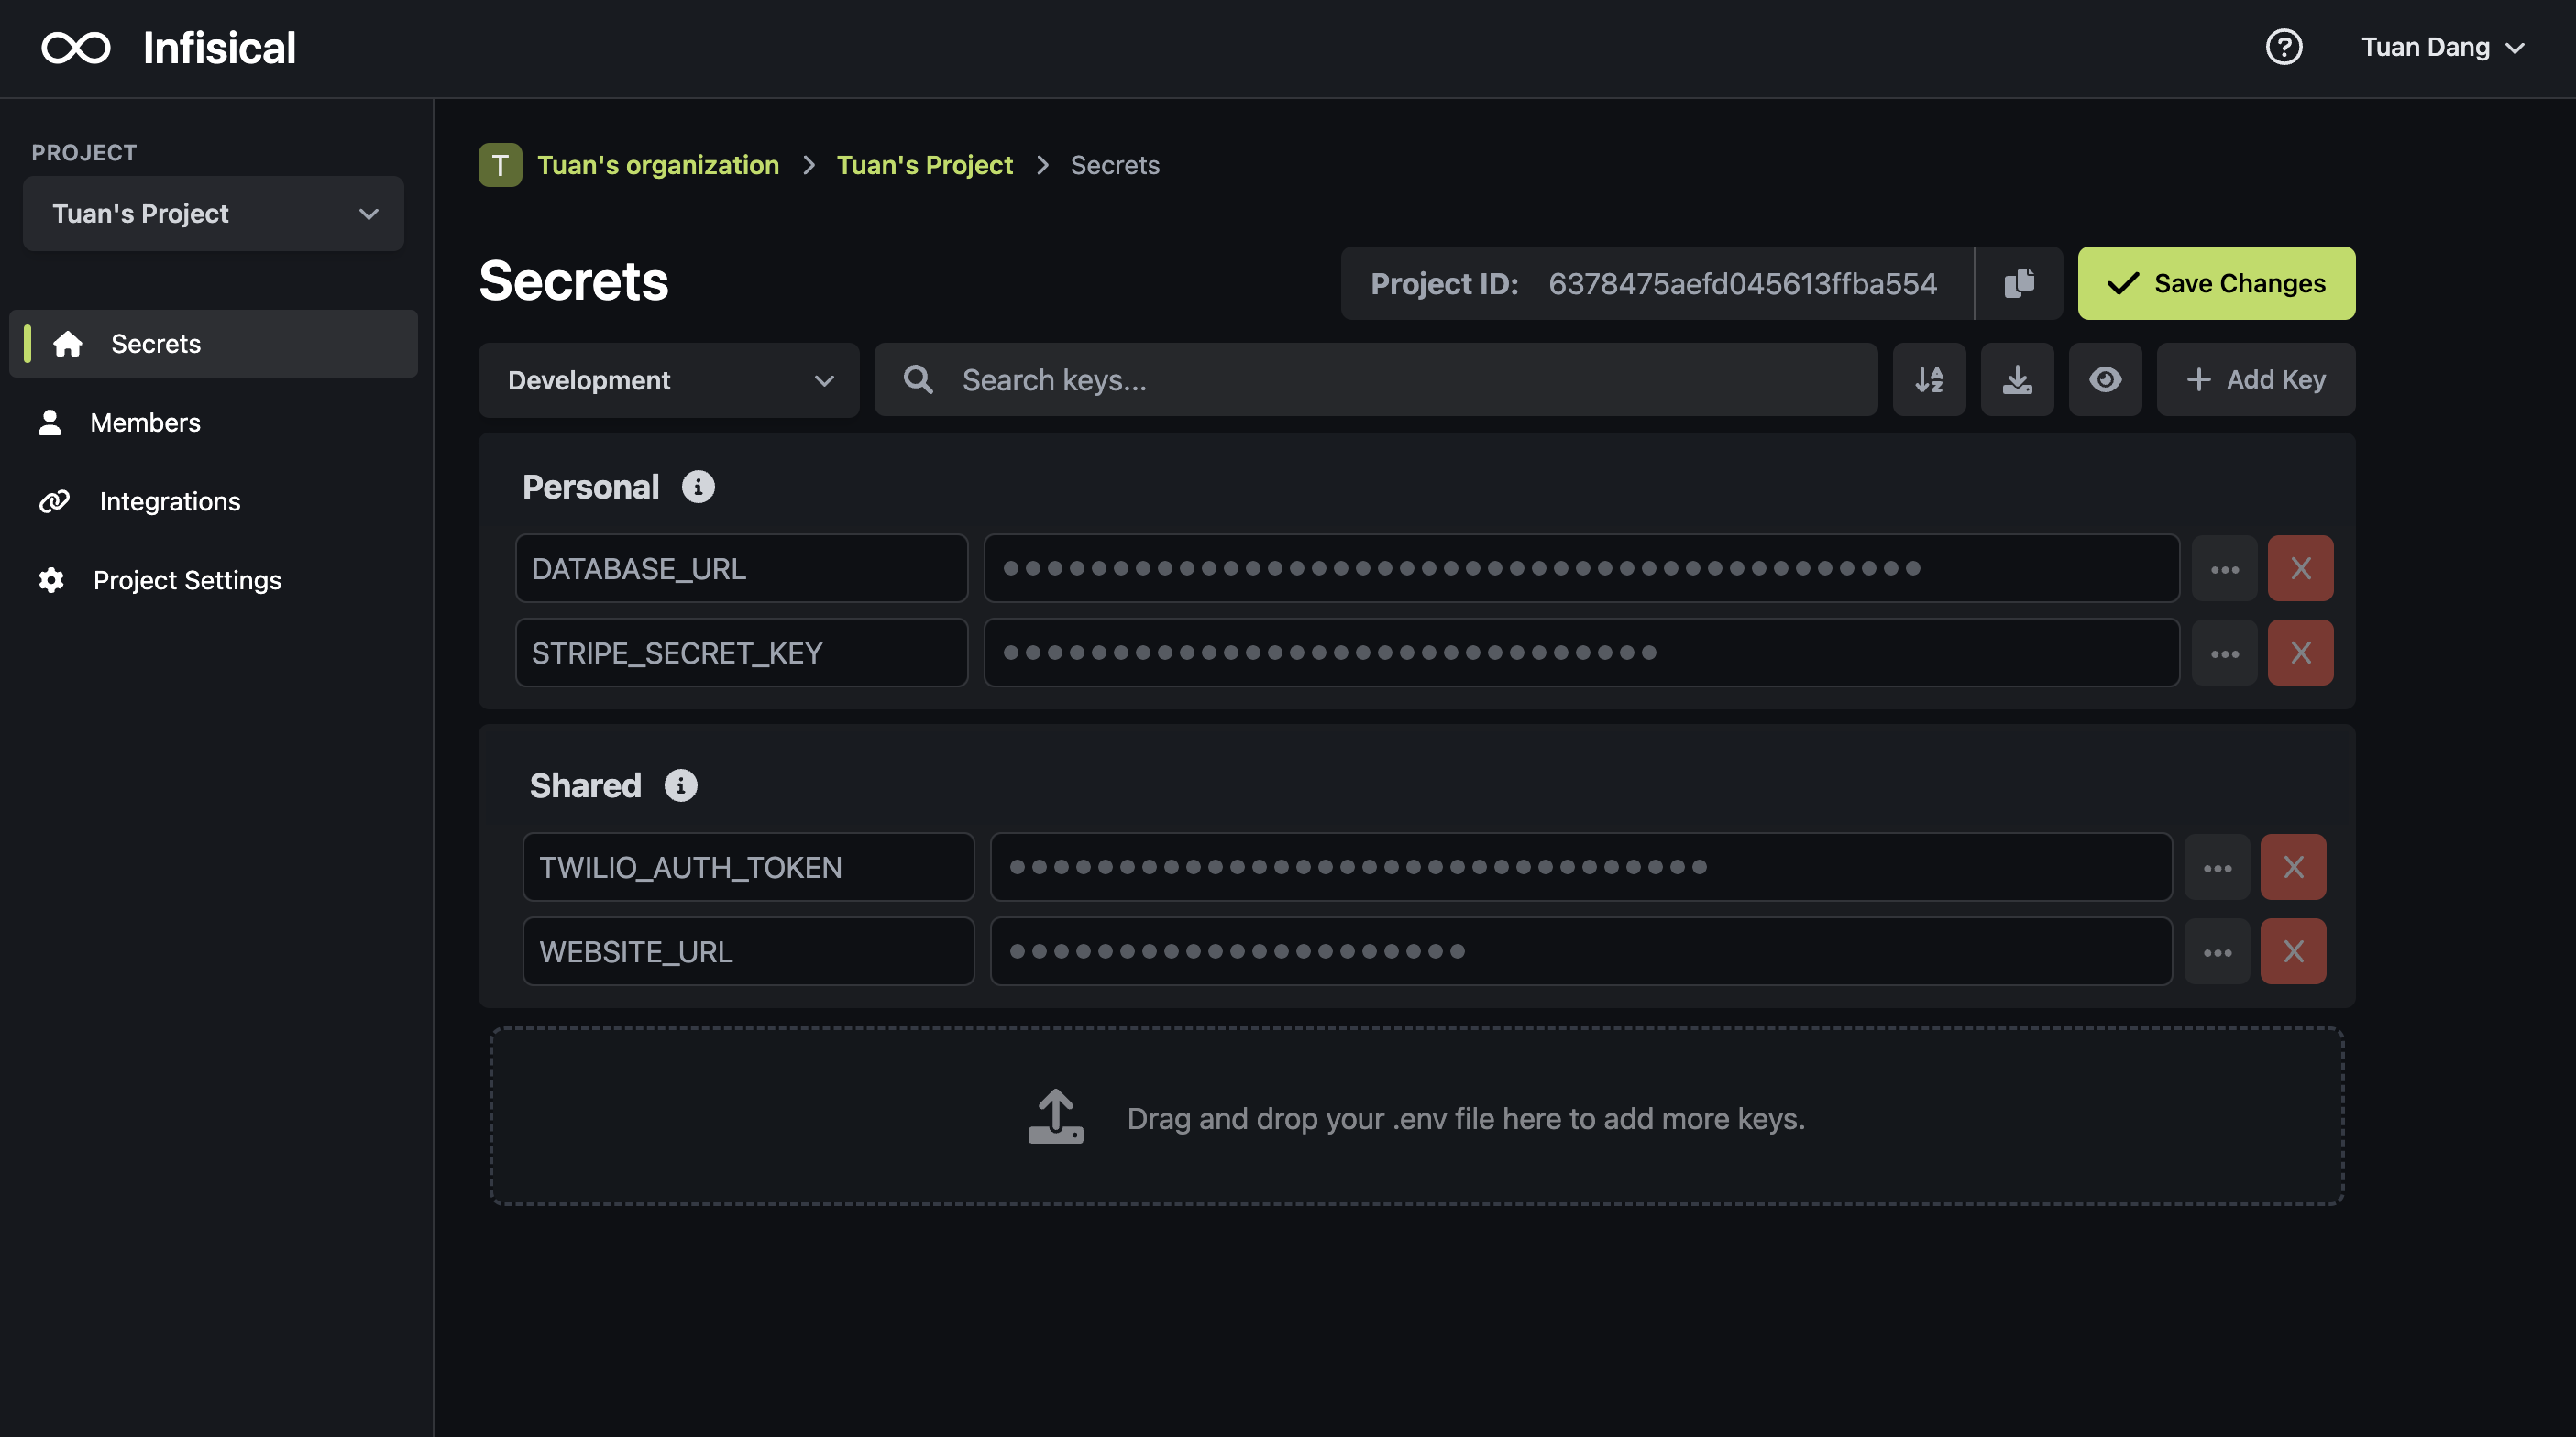 Infisical
Tuan Dang
PROJECT
Tuan's Project
Secrets
Members
Integrations
Project Settings
T Tuan's organization > Tuan's Project > Secrets
Secrets
Project ID: 6378475aefd045613ffba554
Save Changes
Development
Search keys...
Add Key
Personal
DATABASE_URL
STRIPE_SECRET_KEY
Shared
TWILIO_AUTH_TOKEN
WEBSITE_URL
Drag and drop your .env file here to add more keys.